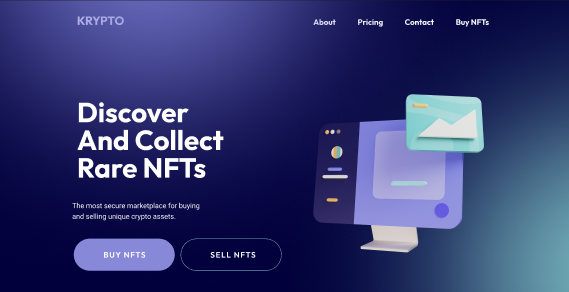 KRYPTO
About
Pricing
Contact
Buy NFTs
Discover
And Collect
Rare NFTs
The most secure marketplace for buying
and selling unique crypto assets.
BUY NFTS
SELL NFTS